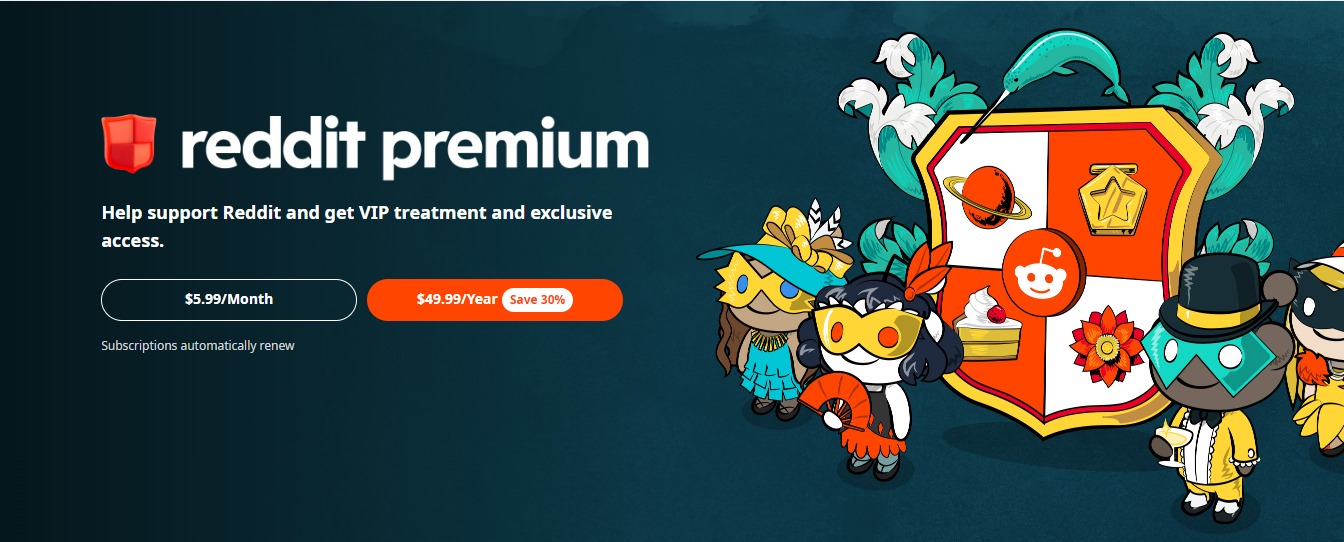 reddit premium
Help support Reddit and get VIP treatment and exclusive
access.
$5.99/Month
$49.99/Year Save 30%
Subscriptions automatically renew